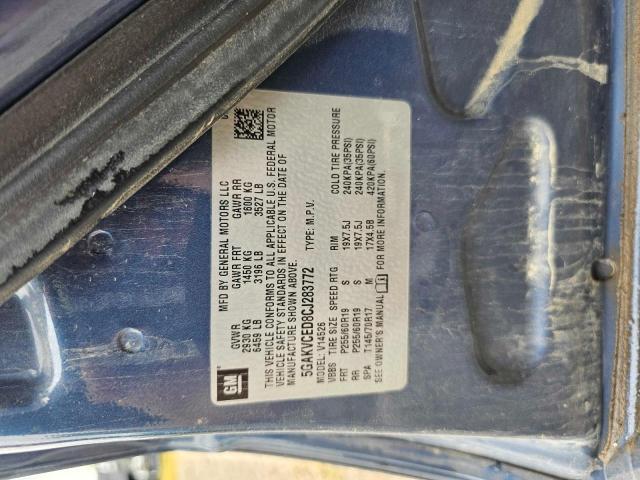 GM
MFD BY GENERAL MOTORS LLC
GVWR GAWR FRT GAWR RR
2930 KG 1450 KG 1600 KG
6459 LB 3196 LB 3527 LB
THIS VEHICLE CONFORMS TO ALL APPLICABLE U.S. FEDERAL MOTOR
VEHICLE SAFETY STANDARDS IN EFFECT ON THE DATE OF
MANUFACTURE SHOWN ABOVE.
5GAKVCED8CJ283772 TYPE: M.P.V.
MODEL: V14526
VBBS TIRE SIZE SPEED RTG RIM COLD TIRE PRESSURE
FRT P255/60R19 S 19X7.5J 240KPA(35PSI)
RR P255/60R19 S 19X7.5J 240KPA(35PSI)
SPA T145/70R17 M 17X4.5B 420KPA(60PSI)
SEE OWNER'S MANUAL FOR MORE INFORMATION.